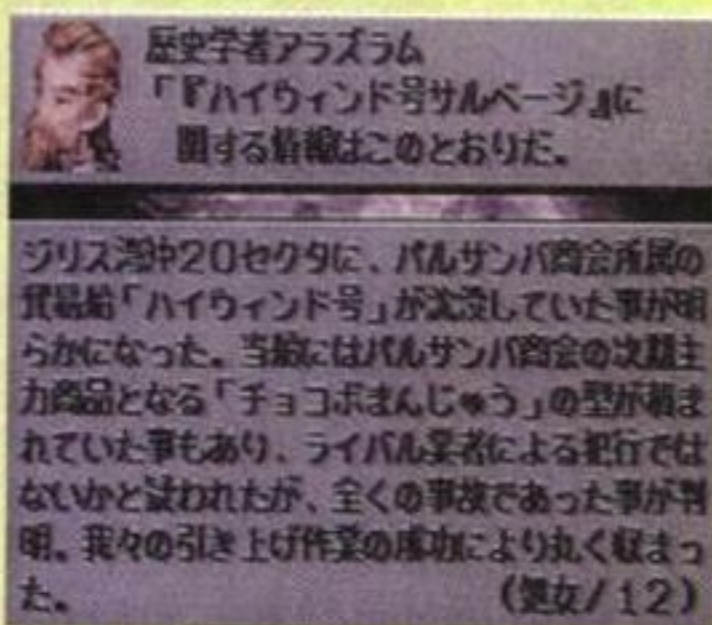 歴史学者アラズラム
「『ハイウィンド号サルベージ』に
関する情報はこのとおりだ。
ジリス湾沖20セクタに、パルサンバ商会所属の
貿易船「ハイウィンド号」が沈没していた事が明
らかになった。当船にはパルサンバ商会の次期主
力商品となる「チョコボまんじゅう」の型が積ま
れていた事もあり、ライバル業者による犯行では
ないかと疑われたが、全くの事故であった事が判
明。我々の引き上げ作業の成功により丸く収まっ
た。 (処女/12)